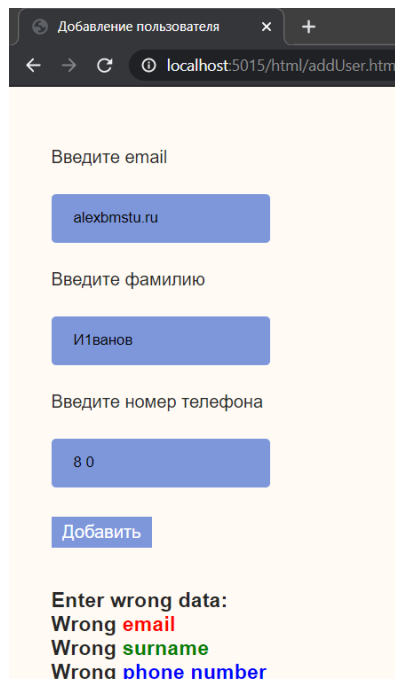 Добавление пользователя
localhost:5015/html/addUser.htm
Введите email
alexbmstu.ru
Введите фамилию
И1ванов
Введите номер телефона
8 0
Добавить
Enter wrong data:
Wrong email
Wrong surname
Wrong phone number